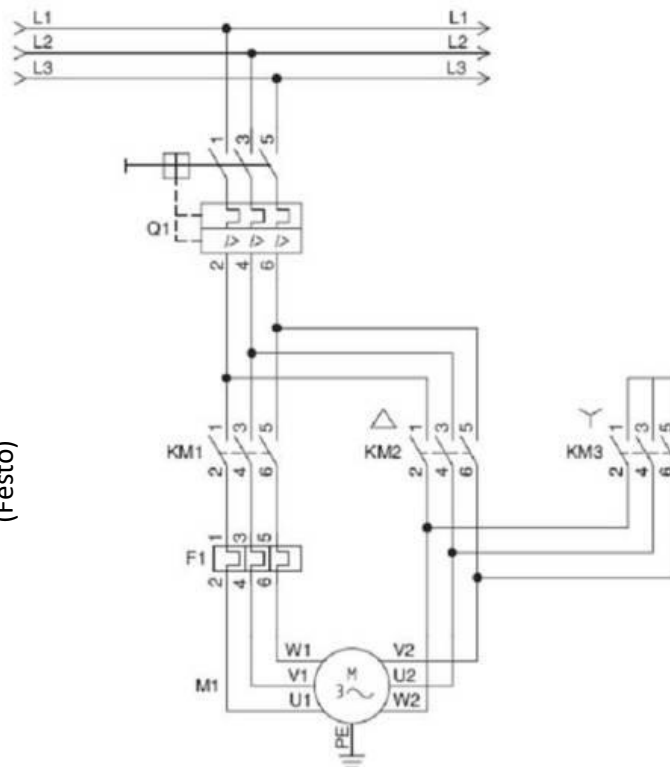 L1 L1
L2 L2
L3 L3
1 3 5
Q1
2 4 6
1 3 5 1 3 5 1 3 5
KM1 KM2 KM3
2 4 6 2 4 6 2 4 6
(Festo)
1 3 5
F1
2 4 6
W1 V2
M
V1 U2
3
M1
U1 W2
PE